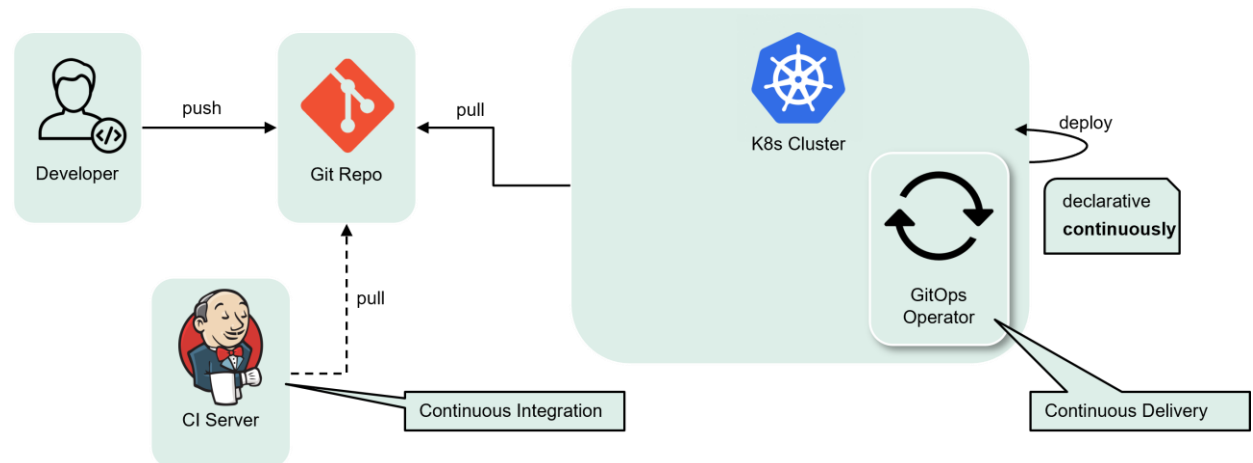 push
pull
K8s Cluster
deploy
Developer
Git Repo
declarative
continuously
pull
GitOps
Operator
CI Server
Continuous Integration
Continuous Delivery